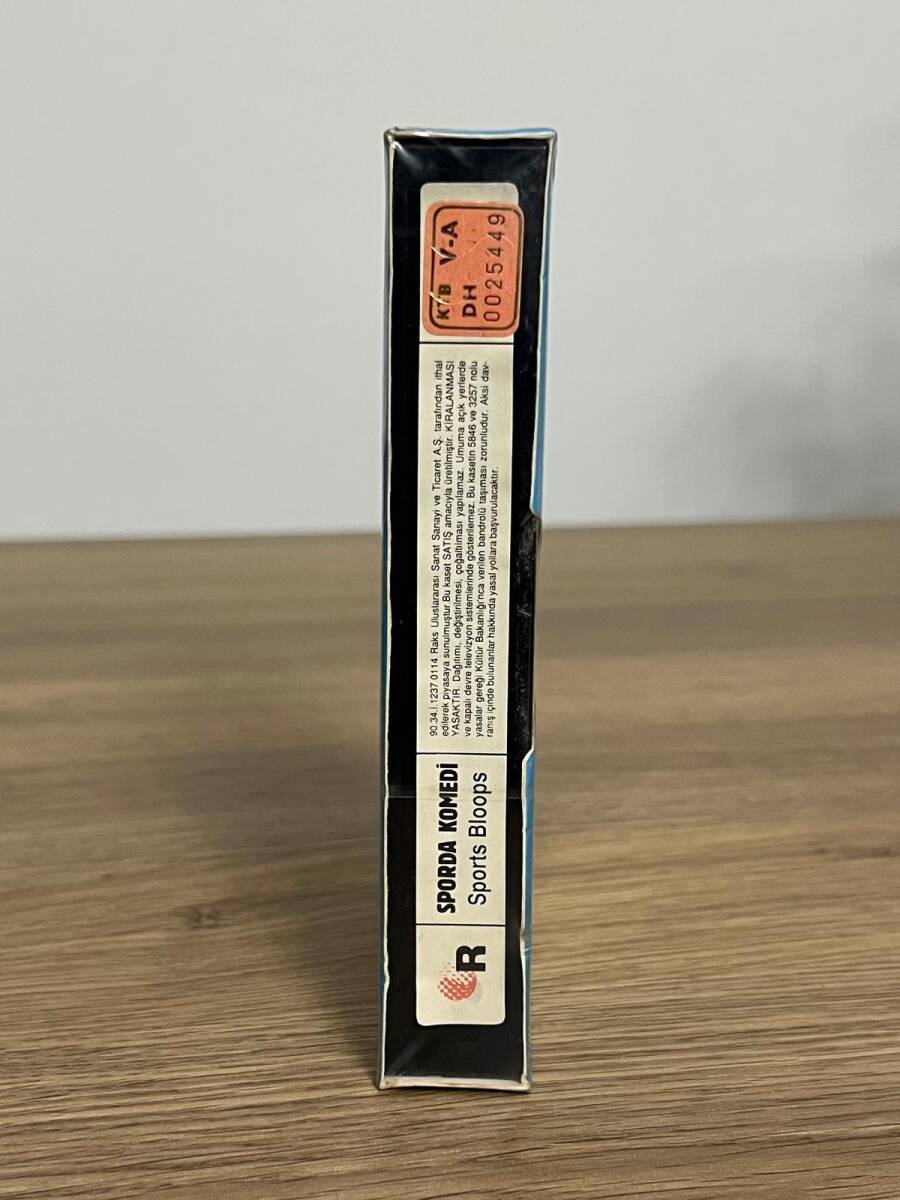 R
SPORDA KOMEDİ
Sports Bloops
90.34.İ.1237.0114 Raks Uluslararası Sanat Sanayi ve Ticaret A.Ş. tarafından ithal
edilerek piyasaya sunulmuştur Bu kaset SATIŞ amacıyla üretilmiştir. KİRALANMASI
YASAKTIR. Dağıtımı, değiştirilmesi, çoğaltılması yapılamaz. Umuma açık yerlerde
ve kapalı devre televizyon sistemlerinde gösterilemez. Bu kasetin 5846 ve 3257 nolu
yasalar gereği Kültür Bakanlığı'nca verilen bandrolü taşıması zorunludur. Aksi dav-
ranış içinde bulunanlar hakkında yasal yollara başvurulacaktır.
KTB V-A
DH
0025449